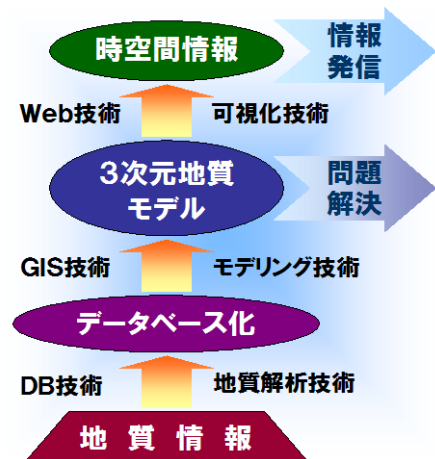 時空間情報
情報
発信
Web技術
可視化技術
3次元地質
モデル
問題
解決
GIS技術
モデリング技術
データベース化
DB技術
地質解析技術
地質情報